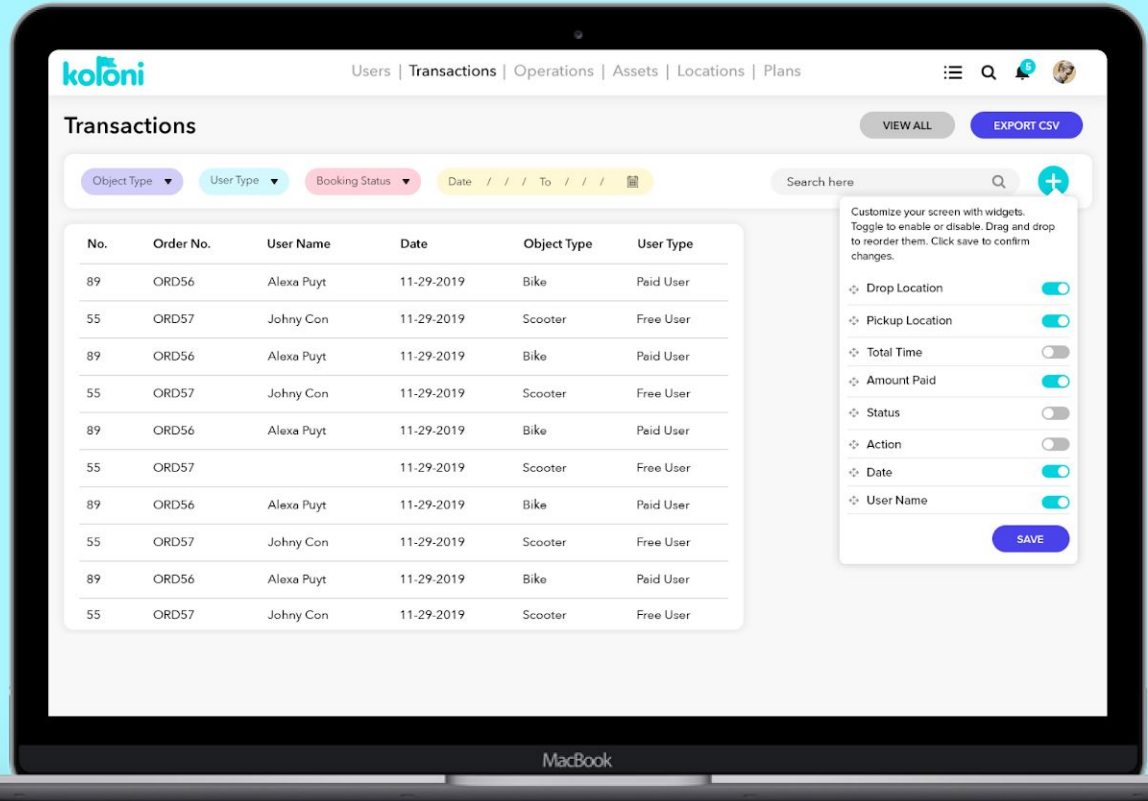 koloni
Users | Transactions | Operations | Assets | Locations | Plans
5
Transactions
VIEW ALL
EXPORT CSV
Object Type
User Type
Booking Status
Date / / / To / / /
Search here
No. Order No. User Name Date Object Type User Type
89 ORD56 Alexa Puyt 11-29-2019 Bike Paid User
55 ORD57 Johny Con 11-29-2019 Scooter Free User
89 ORD56 Alexa Puyt 11-29-2019 Bike Paid User
55 ORD57 Johny Con 11-29-2019 Scooter Free User
89 ORD56 Alexa Puyt 11-29-2019 Bike Paid User
55 ORD57 11-29-2019 Scooter Free User
89 ORD56 Alexa Puyt 11-29-2019 Bike Paid User
55 ORD57 Johny Con 11-29-2019 Scooter Free User
89 ORD56 Alexa Puyt 11-29-2019 Bike Paid User
55 ORD57 Johny Con 11-29-2019 Scooter Free User
Customize your screen with widgets.
Toggle to enable or disable. Drag and drop
to reorder them. Click save to confirm
changes.
Drop Location
Pickup Location
Total Time
Amount Paid
Status
Action
Date
User Name
SAVE
MacBook